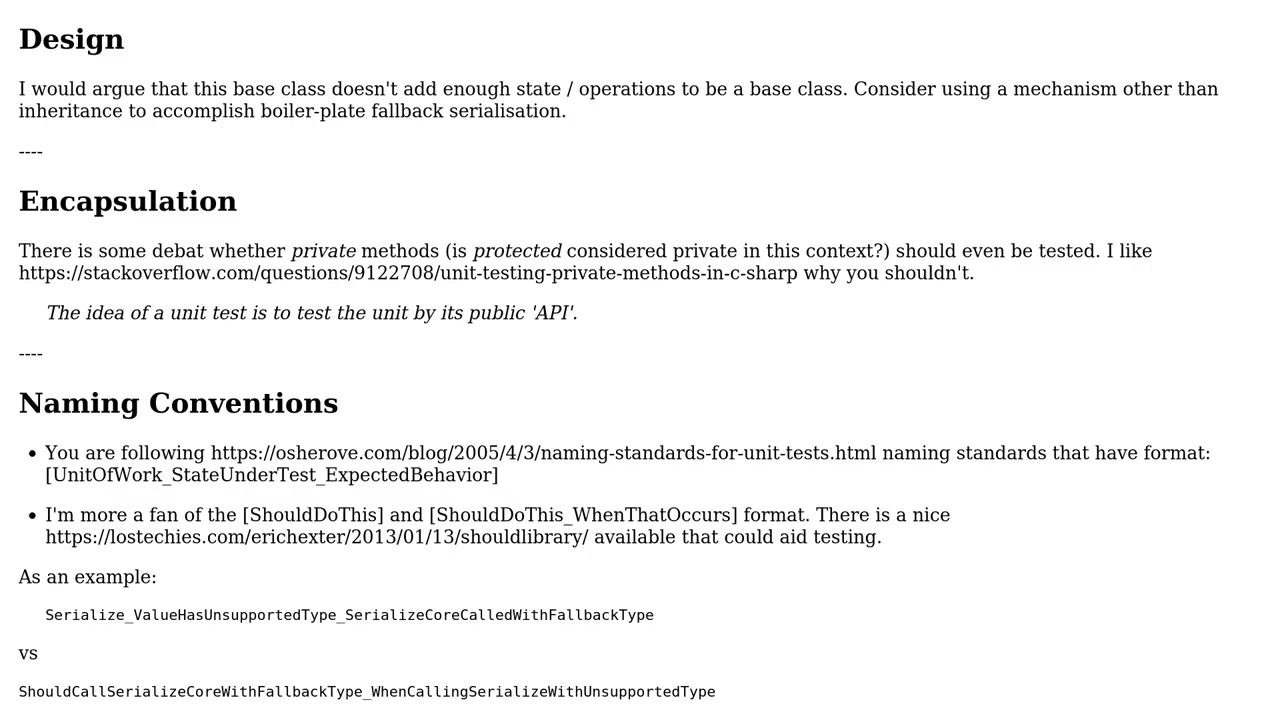 Design
I would argue that this base class doesn't add enough state / operations to be a base class. Consider using a mechanism other than
inheritance to accomplish boiler-plate fallback serialisation.
----
Encapsulation
There is some debat whether private methods (is protected considered private in this context?) should even be tested. I like
https://stackoverflow.com/questions/9122708/unit-testing-private-methods-in-c-sharp why you shouldn't.
The idea of a unit test is to test the unit by its public 'API'.
----
Naming Conventions
• You are following https://osherove.com/blog/2005/4/3/naming-standards-for-unit-tests.html naming standards that have format:
[UnitOfWork_StateUnderTest_ExpectedBehavior]
• I'm more a fan of the [ShouldDoThis] and [ShouldDoThis_WhenThatOccurs] format. There is a nice
https://lostechies.com/erichexter/2013/01/13/shouldlibrary/ available that could aid testing.
As an example:
Serialize_ValueHasUnsupportedType_SerializeCoreCalledWithFallbackType
vs
ShouldCallSerializeCoreWithFallbackType_WhenCallingSerializeWithUnsupportedType